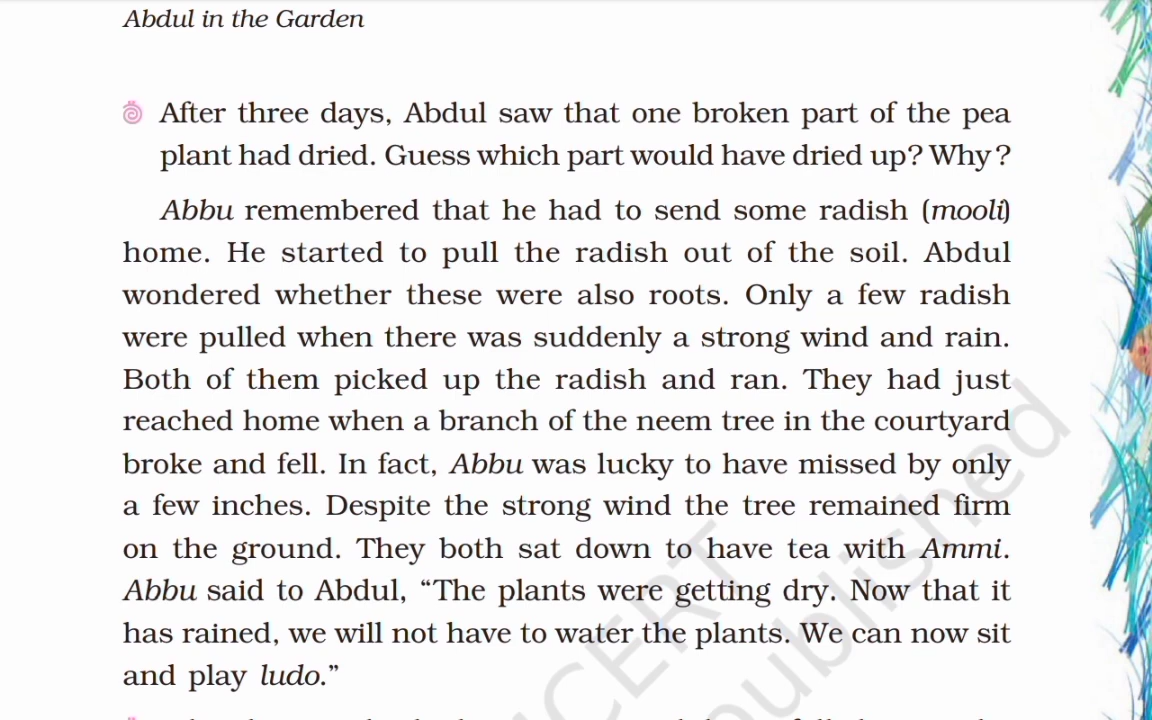 Abdul in the Garden
After three days, Abdul saw that one broken part of the pea
plant had dried. Guess which part would have dried up? Why?
Abbu remembered that he had to send some radish (mooli)
home. He started to pull the radish out of the soil. Abdul
wondered whether these were also roots. Only a few radish
were pulled when there was suddenly a strong wind and rain.
Both of them picked up the radish and ran. They had just
reached home when a branch of the neem tree in the courtyard
broke and fell. In fact, Abbu was lucky to have missed by only
a few inches. Despite the strong wind the tree remained firm
on the ground. They both sat down to have tea with Ammi.
Abbu said to Abdul, “The plants were getting dry. Now that it
has rained, we will not have to water the plants. We can now sit
and play ludo.”